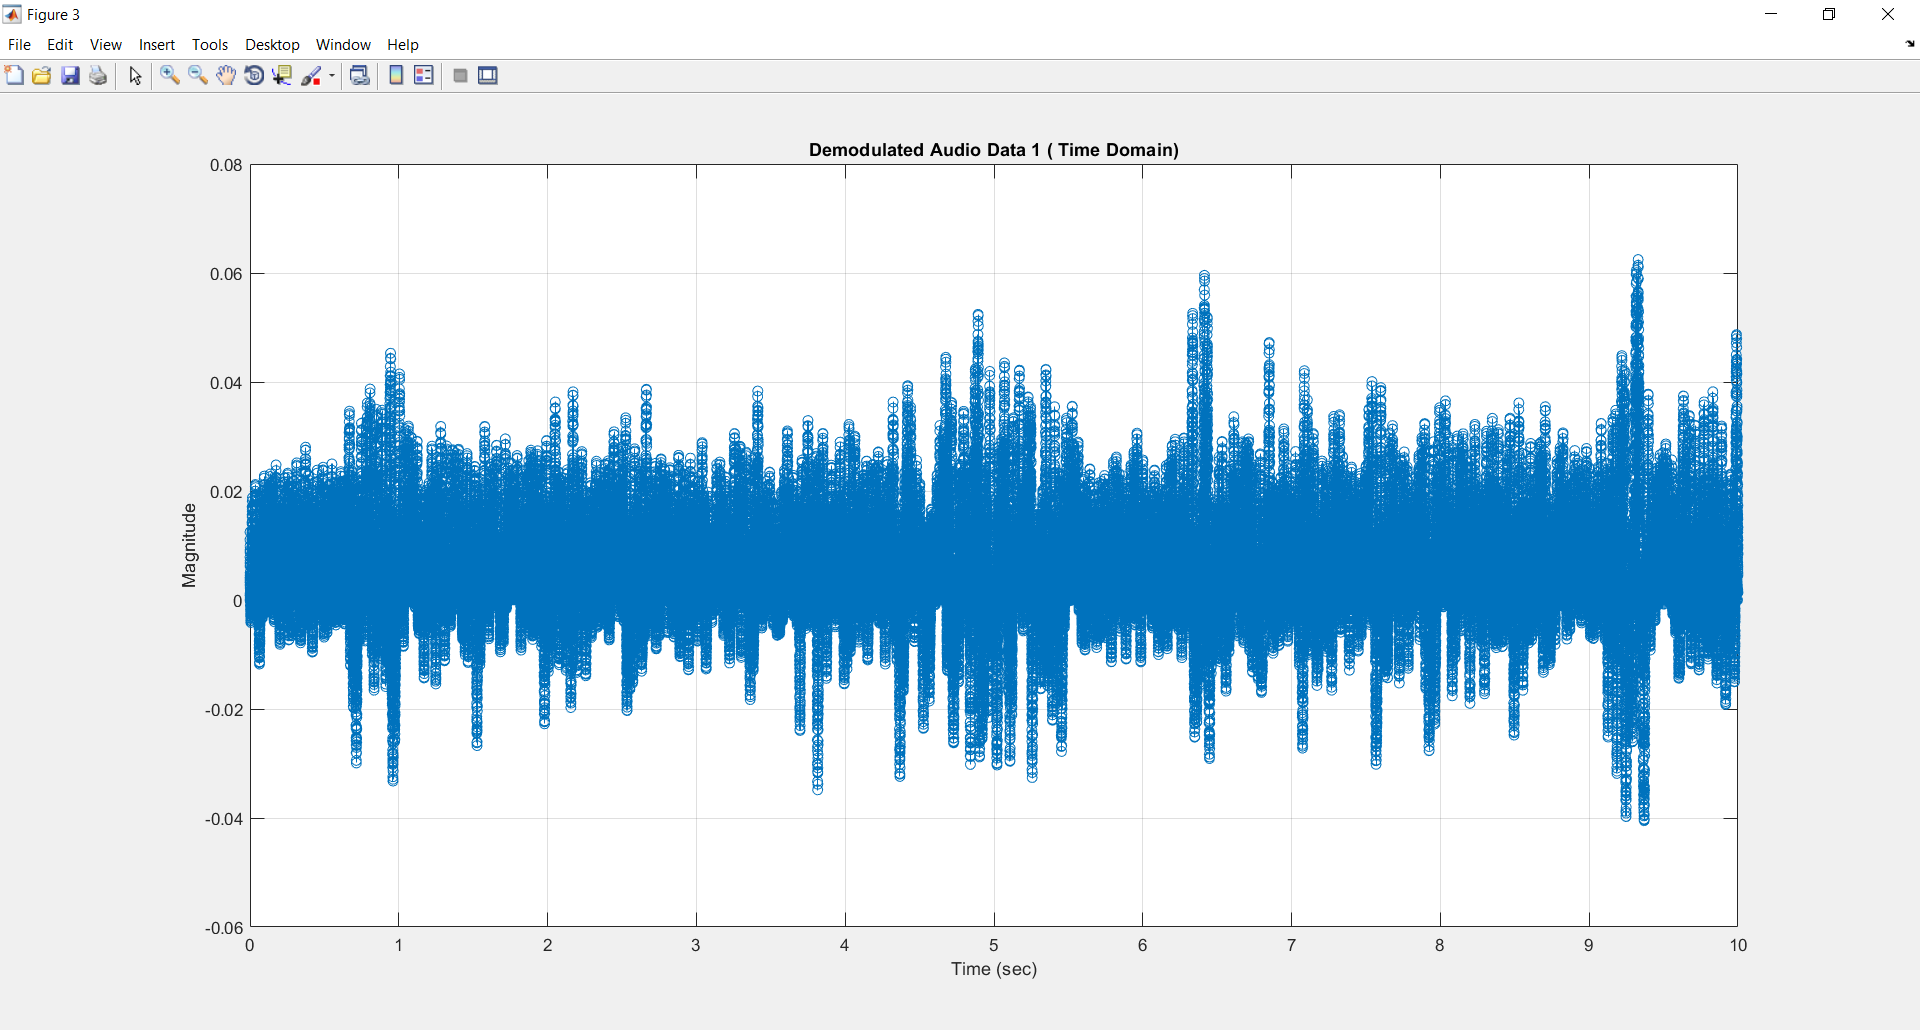 Figure 3
File Edit View Insert Tools Desktop Window Help
Demodulated Audio Data 1 ( Time Domain)
0.08
0.06
0.04
0.02
0
-0.02
-0.04
-0.06
Magnitude
0 1 2 3 4 5 6 7 8 9 10
Time (sec)